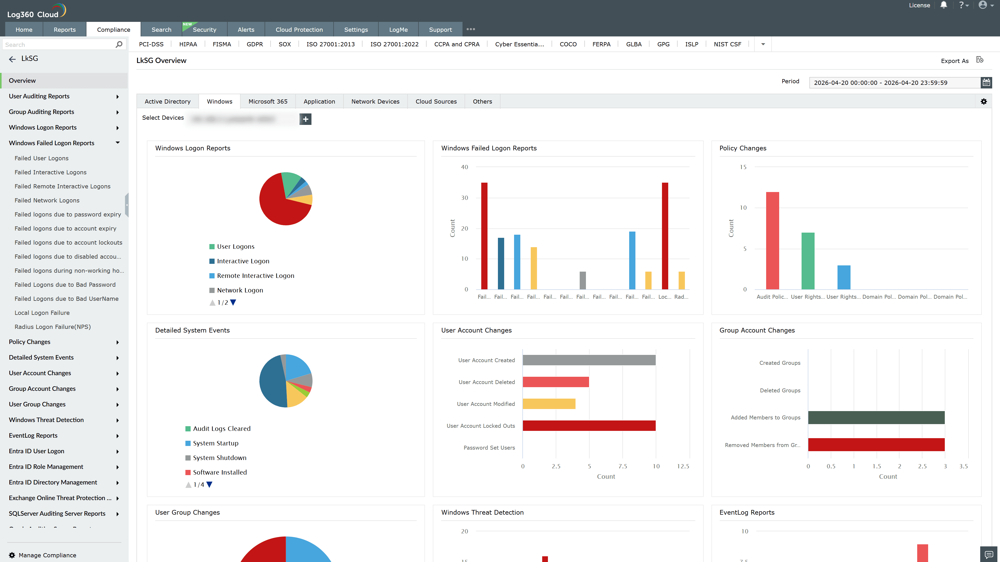 Log360 Cloud
License
?
Home
Reports
Compliance
Search
NEW
Security
Alerts
Cloud Protection
Settings
LogMe
Support
Search
PCI-DSS
HIPAA
FISMA
GDPR
SOX
ISO 27001:2013
ISO 27001:2022
CCPA and CPRA
Cyber Essentia...
COCO
FERPA
GLBA
GPG
ISLP
NIST CSF
LkSG
Overview
User Auditing Reports
Group Auditing Reports
Windows Logon Reports
Windows Failed Logon Reports
Failed User Logons
Failed Interactive Logons
Failed Remote Interactive Logons
Failed Network Logons
Failed logons due to password expiry
Failed logons due to account expiry
Failed logons due to account lockouts
Failed logons due to disabled accou...
Failed logons during non-working ho...
Failed Logons due to Bad Password
Failed Logons due to Bad UserName
Local Logon Failure
Radius Logon Failure(NPS)
Policy Changes
Detailed System Events
User Account Changes
Group Account Changes
User Group Changes
Windows Threat Detection
EventLog Reports
Entra ID User Logon
Entra ID Role Management
Entra ID Directory Management
Exchange Online Threat Protection ...
SQLServer Auditing Server Reports
Manage Compliance
LkSG Overview
Export As
Period
2026-04-20 00:00:00 - 2026-04-20 23:59:59
Active Directory
Windows
Microsoft 365
Application
Network Devices
Cloud Sources
Others
Select Devices
Windows Logon Reports
User Logons
Interactive Logon
Remote Interactive Logon
Network Logon
1/2
Windows Failed Logon Reports
40
30
20
10
0
Count
Fail... Fail... Fail... Fail... Fail... Fail... Fail... Fail... Fail... Fail... Fail... Loc... Rad...
Policy Changes
15
10
5
0
Count
Audit Polic... User Rights... User Rights... Domain Pol... Domain Pol... Domain Pol...
Detailed System Events
Audit Logs Cleared
System Startup
System Shutdown
Software Installed
1/4
User Account Changes
User Account Created
User Account Deleted
User Account Modified
User Account Locked Outs
Password Set Users
0 2.5 5 7.5 10 12.5
Count
Group Account Changes
Created Groups
Deleted Groups
Added Members to Groups
Removed Members from Gr...
0 0.5 1 1.5 2 2.5 3 3.5
Count
User Group Changes
Windows Threat Detection
20
15
EventLog Reports
10
7.5